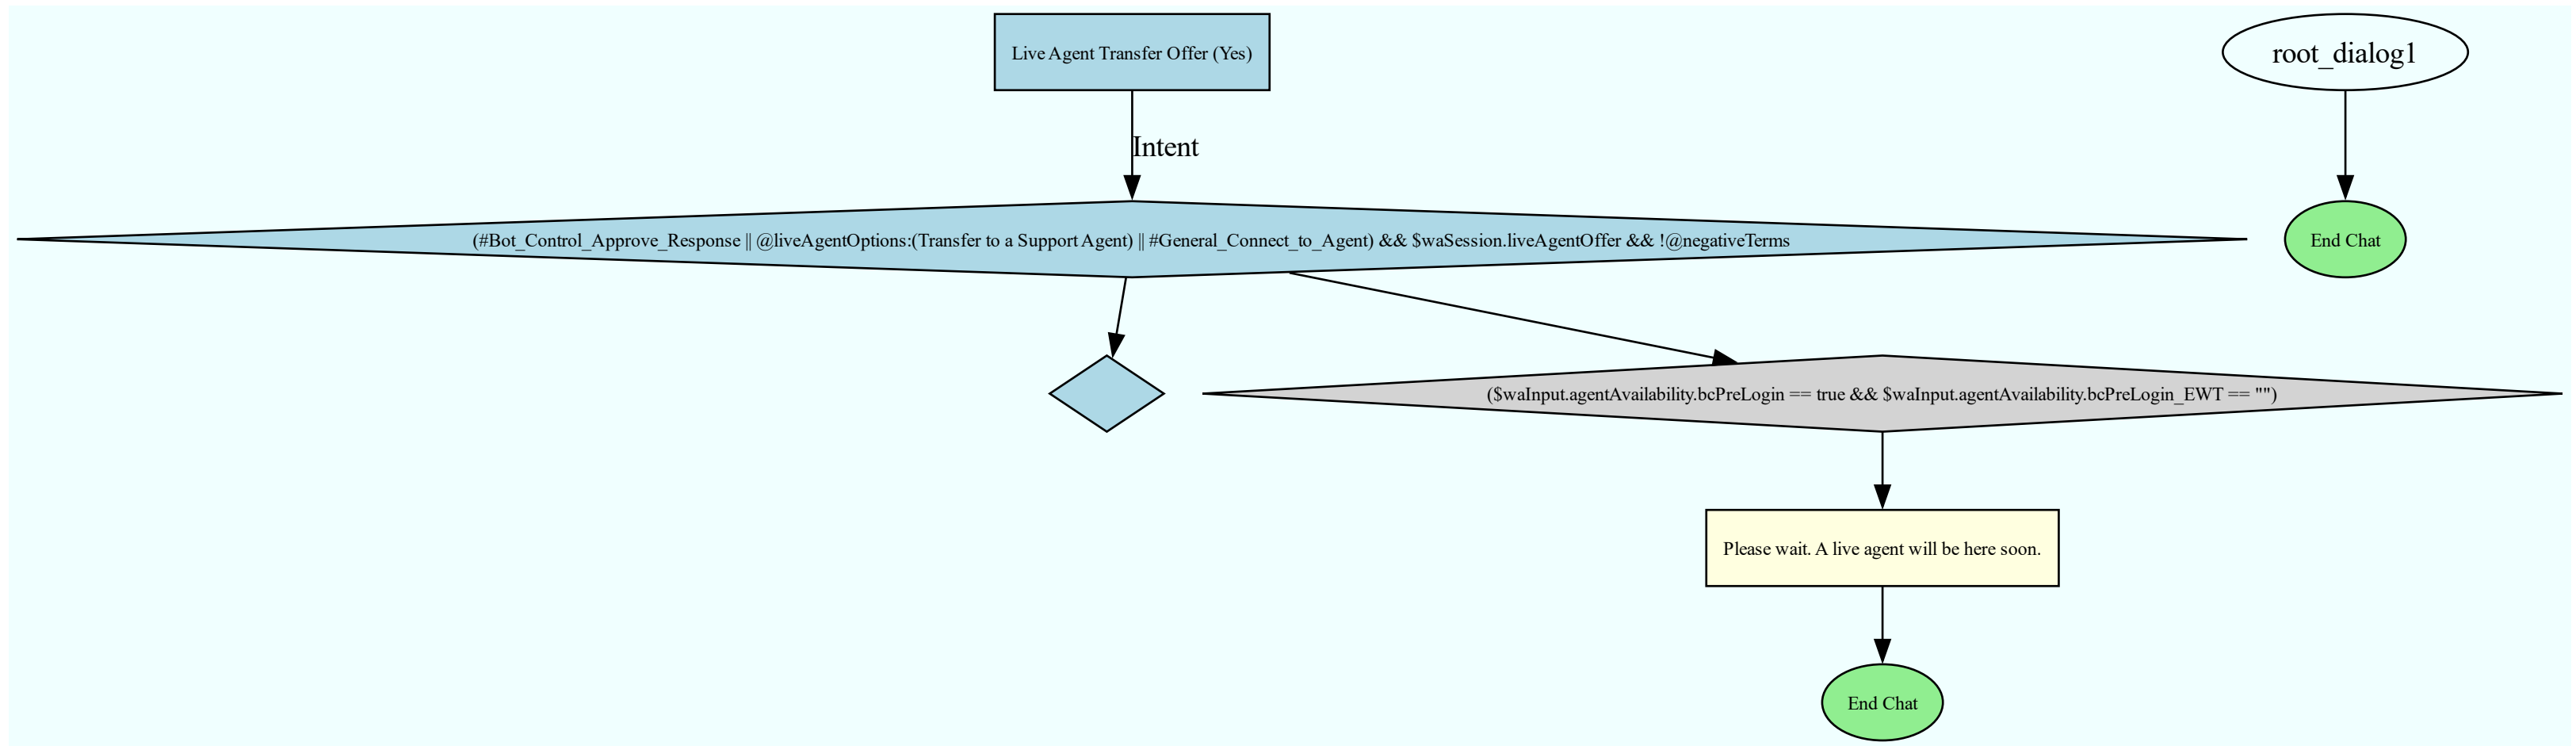 Live Agent Transfer Offer (Yes)
root_dialog1
Intent
(#Bot_Control_Approve_Response || @liveAgentOptions:(Transfer to a Support Agent) || #General_Connect_to_Agent) && $waSession.liveAgentOffer && !@negativeTerms
End Chat
($waInput.agentAvailability.bcPreLogin == true && $waInput.agentAvailability.bcPreLogin_EWT == "")
Please wait. A live agent will be here soon.
End Chat